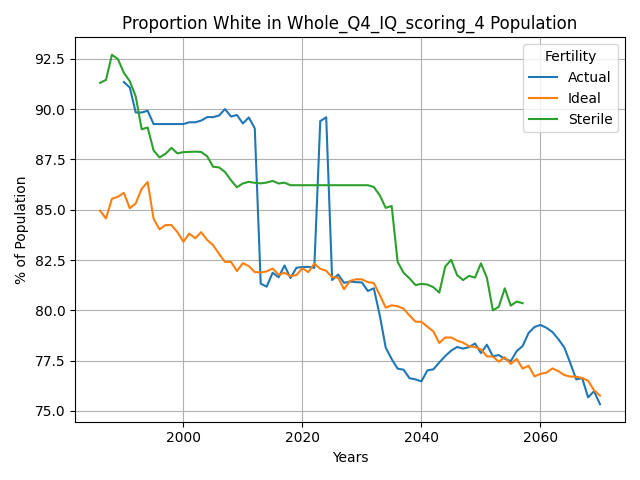 Proportion White in Whole_Q4_IQ_scoring_4 Population
Fertility
Actual
Ideal
Sterile
% of Population
92.5
90.0
87.5
85.0
82.5
80.0
77.5
75.0
2000
2020
2040
2060
Years